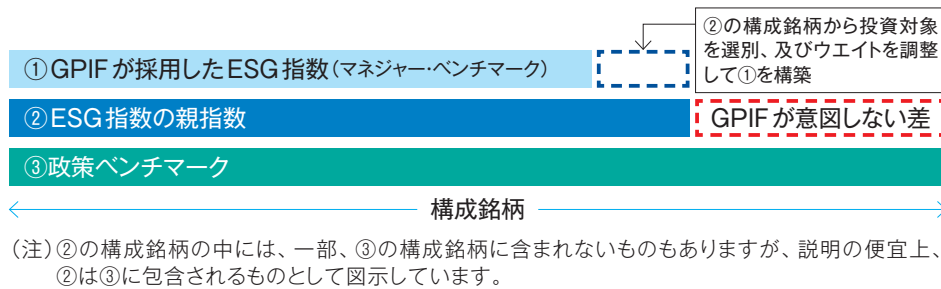 ②の構成銘柄から投資対象
を選別、及びウエイトを調整
して①を構築
①GPIFが採用したESG指数(マネジャー・ベンチマーク)
②ESG指数の親指数
GPIFが意図しない差
③政策ベンチマーク
構成銘柄
(注)②の構成銘柄の中には、一部、③の構成銘柄に含まれないものもありますが、説明の便宜上、
②は③に包含されるものとして図示しています。